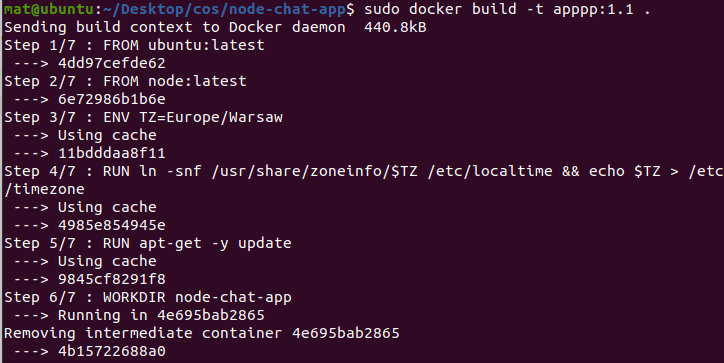 mat@ubuntu:~/Desktop/cos/node-chat-app$ sudo docker build -t apppp:1.1 .
Sending build context to Docker daemon  440.8kB
Step 1/7 : FROM ubuntu:latest
 ---> 4dd97cefde62
Step 2/7 : FROM node:latest
 ---> 6e72986b1b6e
Step 3/7 : ENV TZ=Europe/Warsaw
 ---> Using cache
 ---> 11bdddaa8f11
Step 4/7 : RUN ln -snf /usr/share/zoneinfo/$TZ /etc/localtime && echo $TZ > /etc
/timezone
 ---> Using cache
 ---> 4985e854945e
Step 5/7 : RUN apt-get -y update
 ---> Using cache
 ---> 9845cf8291f8
Step 6/7 : WORKDIR node-chat-app
 ---> Running in 4e695bab2865
Removing intermediate container 4e695bab2865
 ---> 4b15722688a0